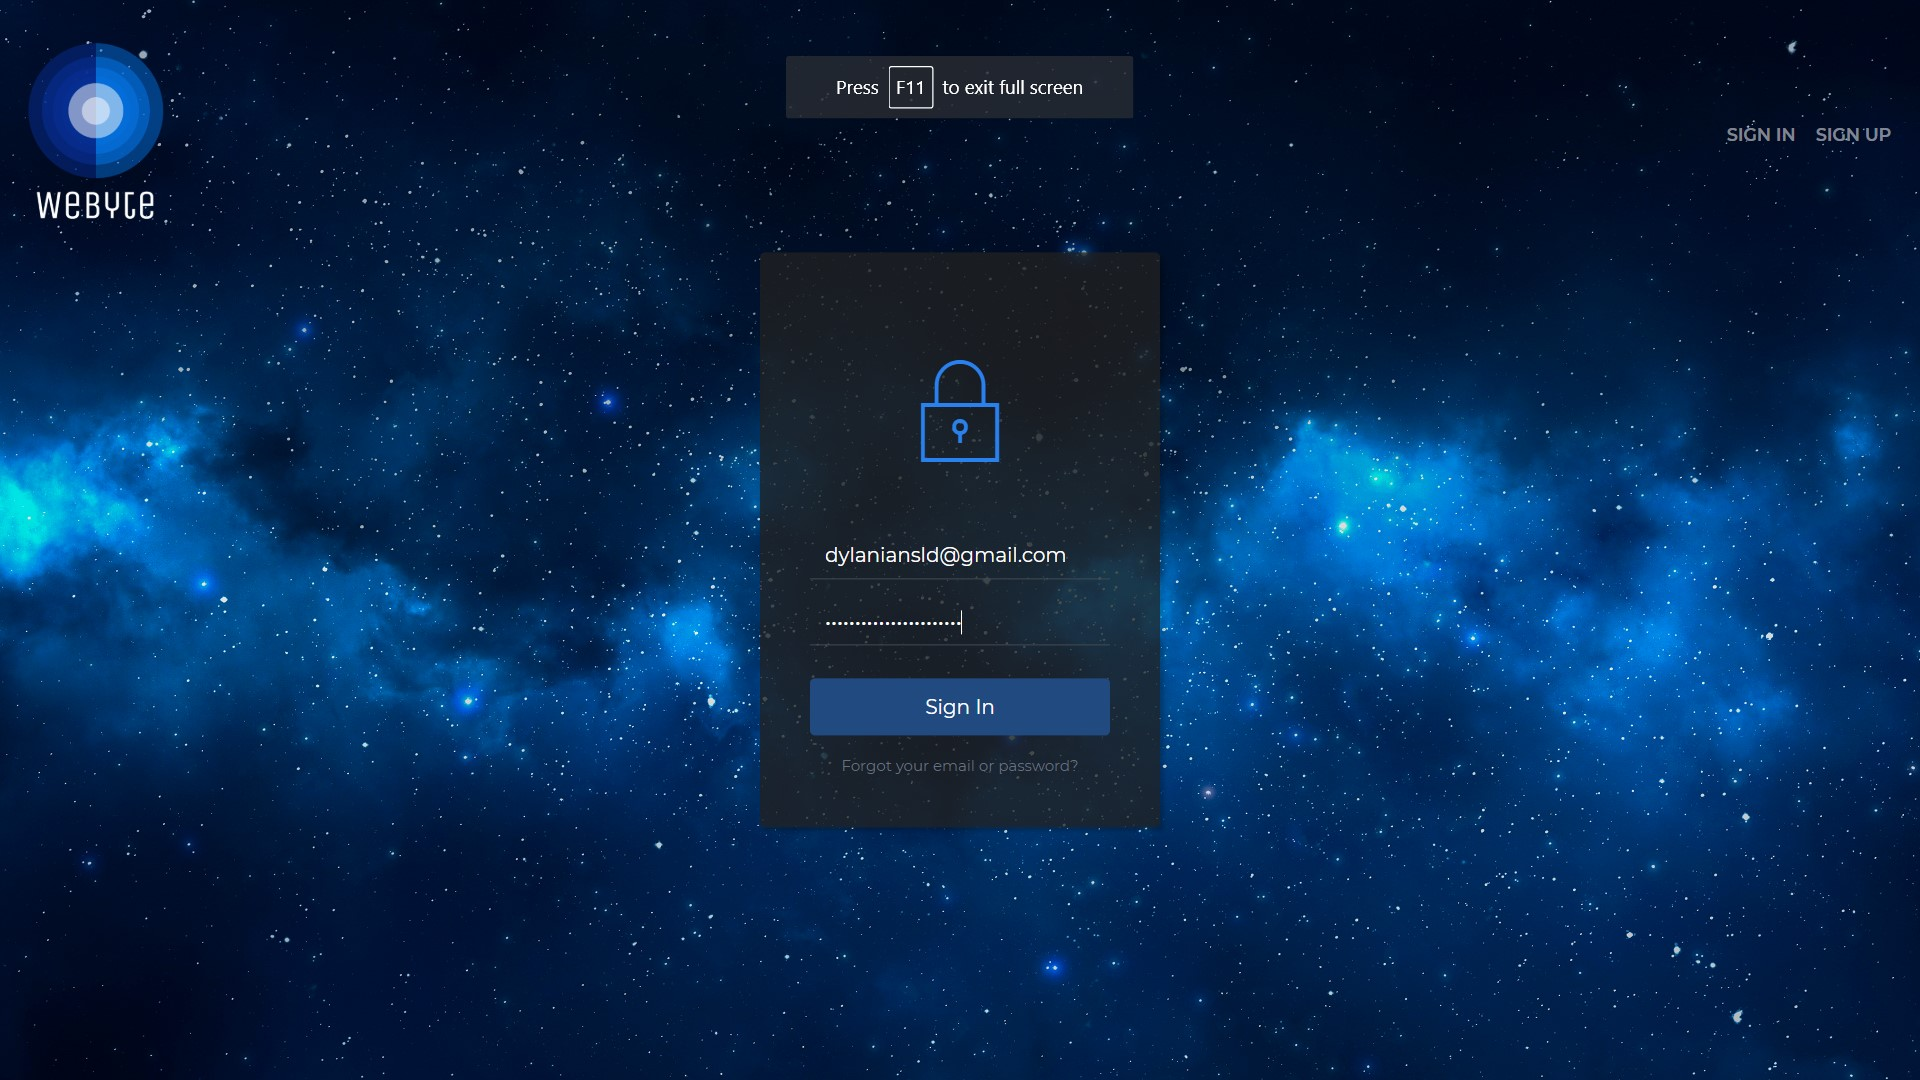 Press F11 to exit full screen
SIGN IN SIGN UP
WEBYTE
dylaniansld@gmail.com
•••••••••••••••••••••••
Sign In
Forgot your email or password?